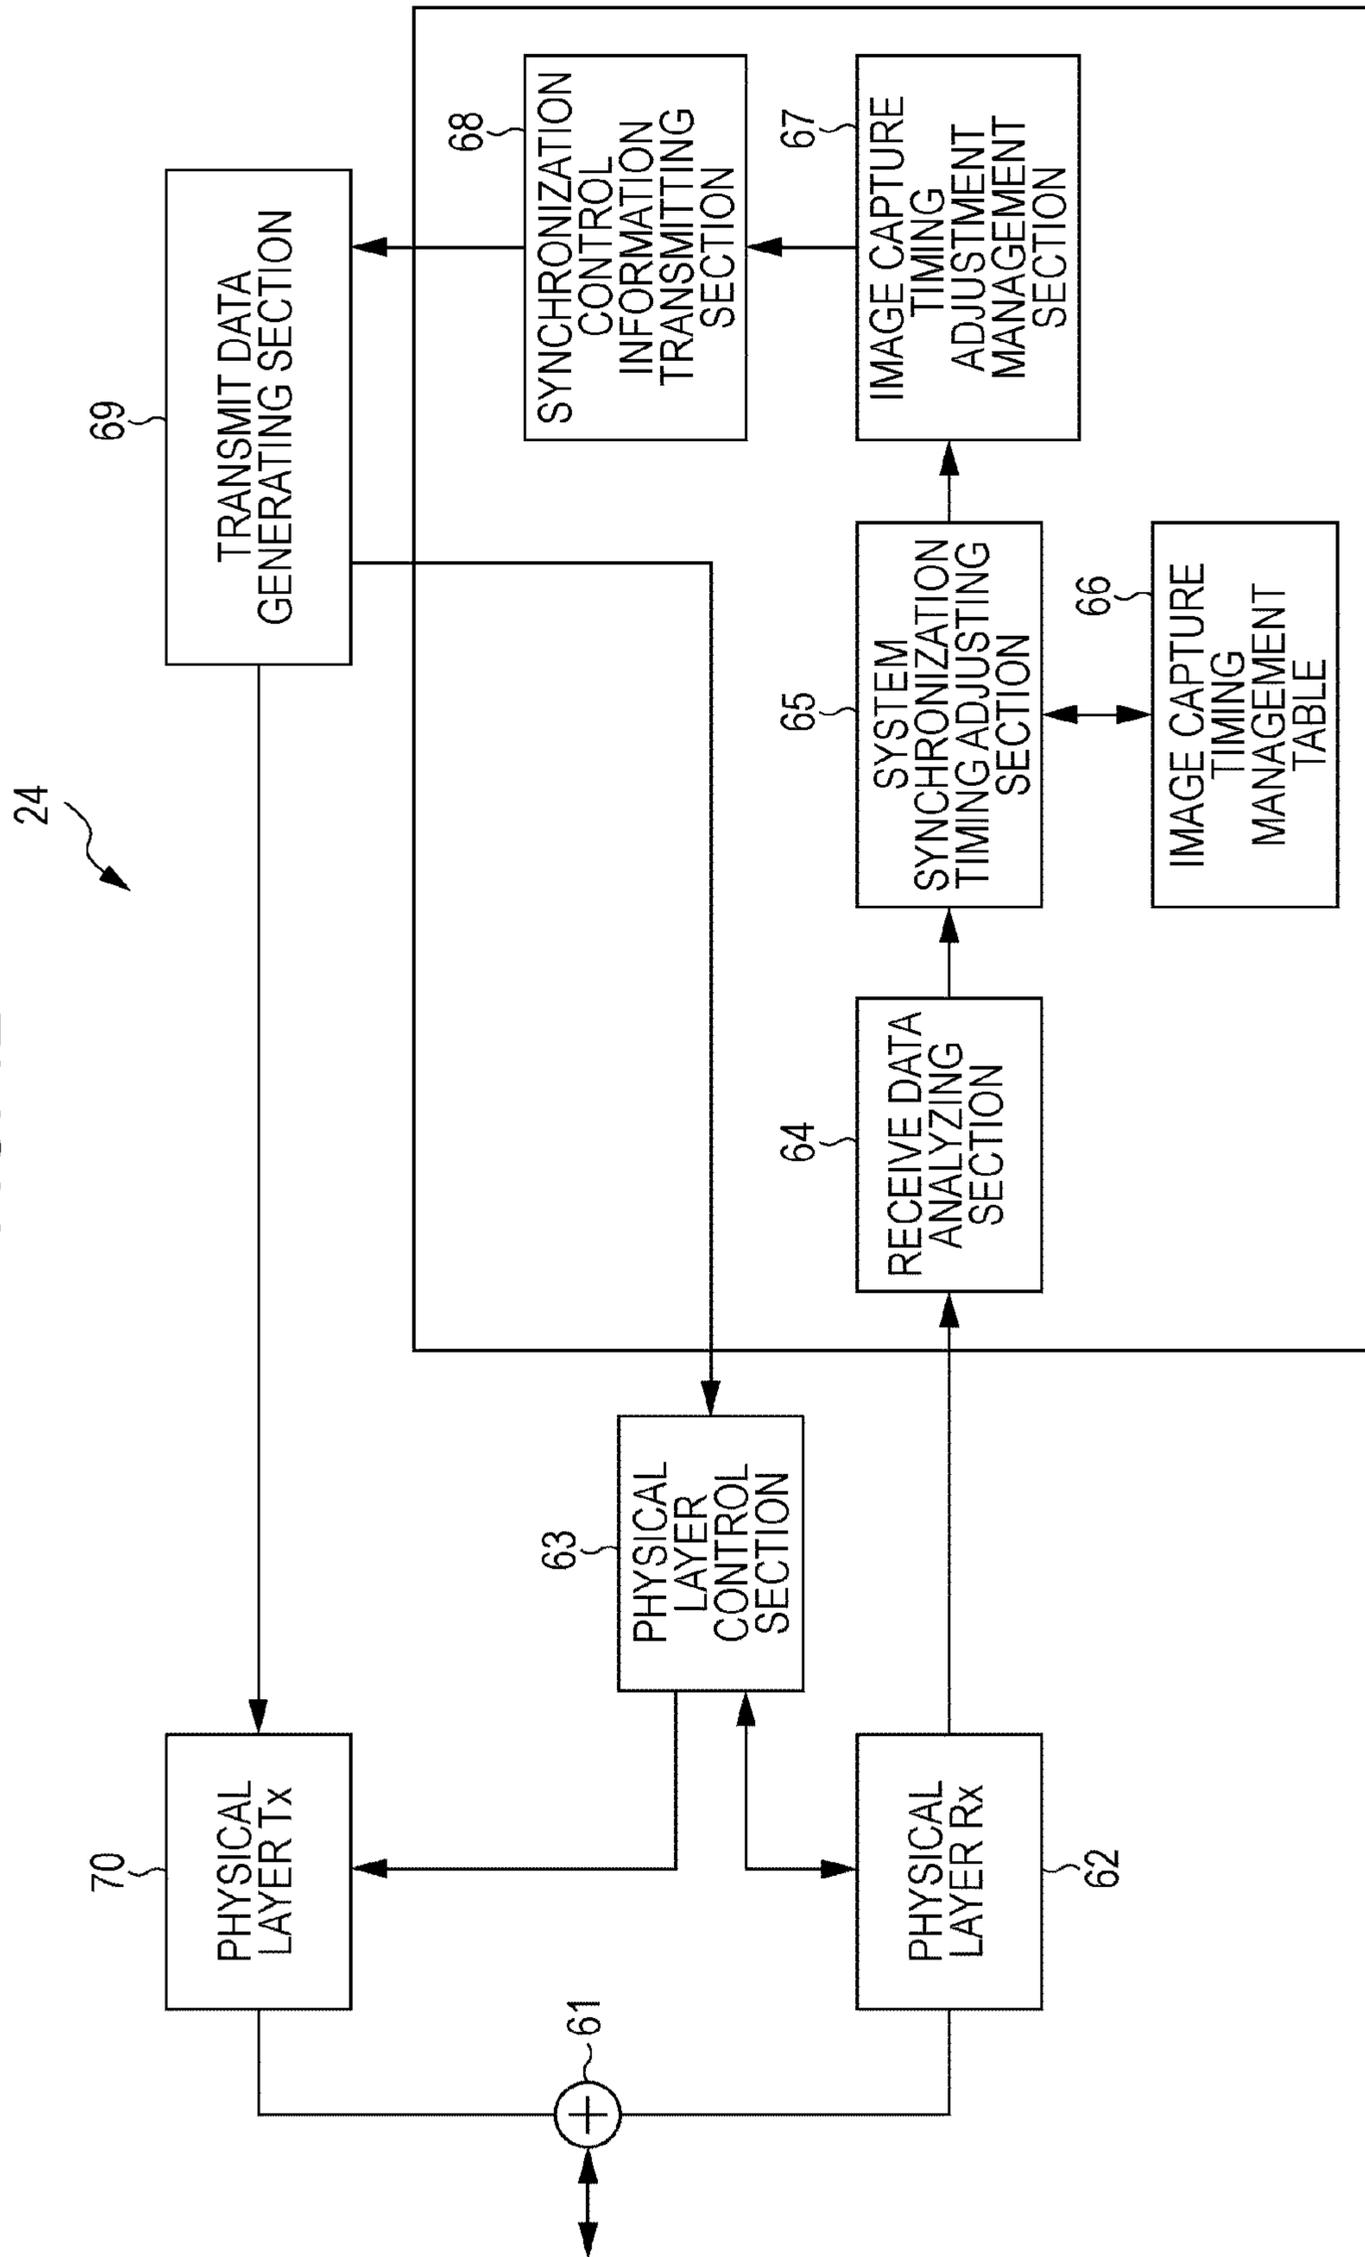 24
70
PHYSICAL
LAYER Tx
69
TRANSMIT DATA
GENERATING SECTION
61
63
PHYSICAL
LAYER
CONTROL
SECTION
68
SYNCHRONIZATION
CONTROL
INFORMATION
TRANSMITTING
SECTION
PHYSICAL
LAYER Rx
62
64
RECEIVE DATA
ANALYZING
SECTION
65
SYSTEM
SYNCHRONIZATION
TIMING ADJUSTING
SECTION
67
IMAGE CAPTURE
TIMING
ADJUSTMENT
MANAGEMENT
SECTION
66
IMAGE CAPTURE
TIMING
MANAGEMENT
TABLE